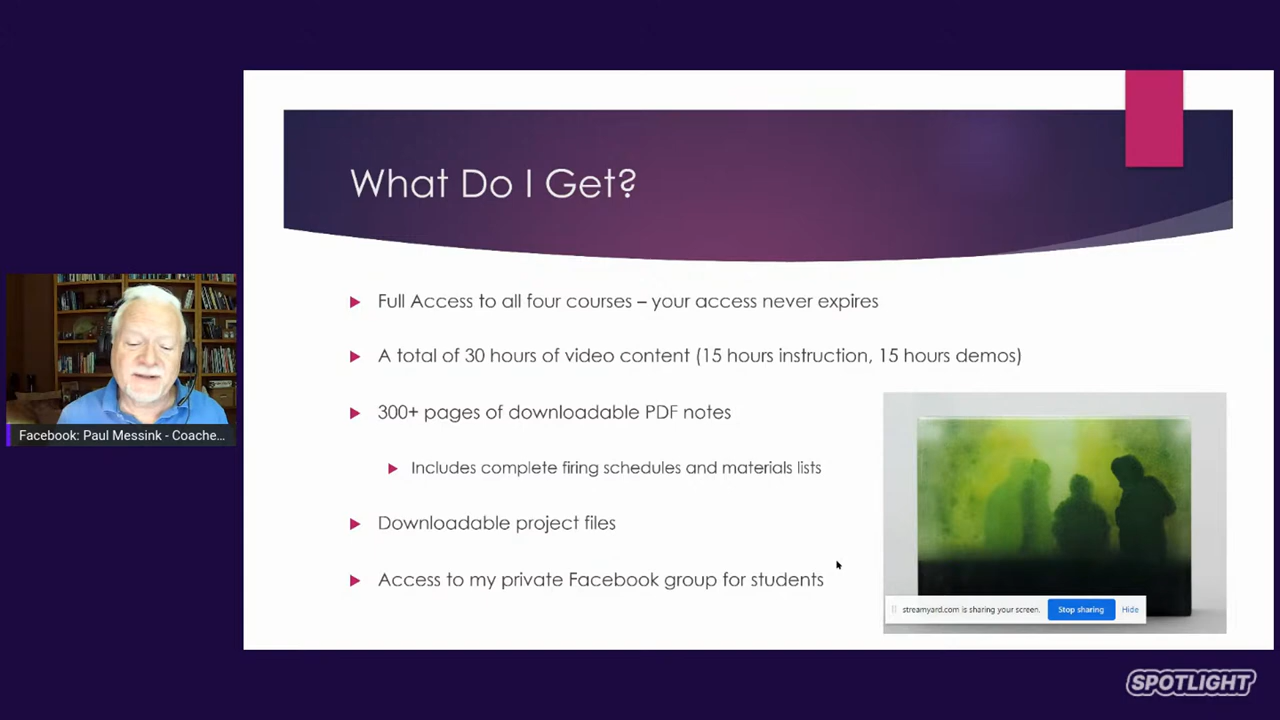 What Do I Get?
Full Access to all four courses – your access never expires
A total of 30 hours of video content (15 hours instruction, 15 hours demos)
300+ pages of downloadable PDF notes
Includes complete firing schedules and materials lists
Downloadable project files
Access to my private Facebook group for students
Facebook: Paul Messink - Coache...
streamyard.com is sharing your screen. Stop sharing Hide
SPOTLIGHT